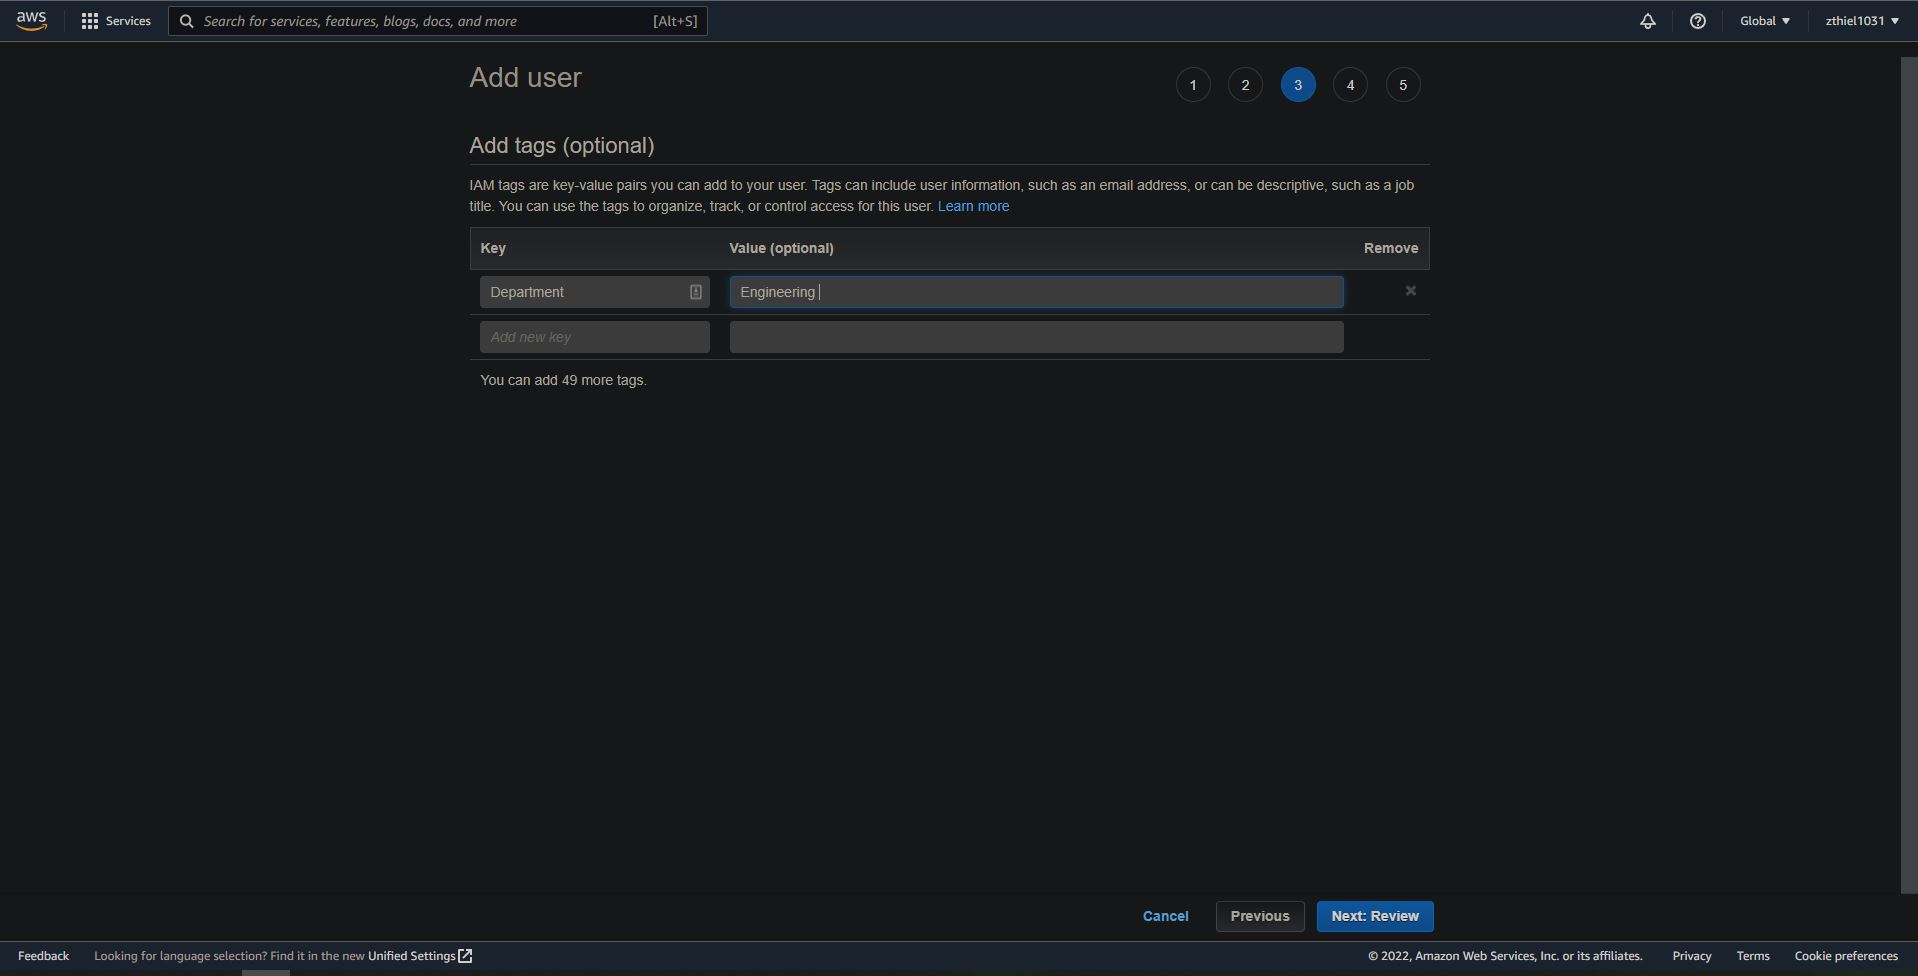 aws Services Search for services, features, blogs, docs, and more [Alt+S] Global zthiel1031
Add user 1 2 3 4 5
Add tags (optional)
IAM tags are key-value pairs you can add to your user. Tags can include user information, such as an email address, or can be descriptive, such as a job
title. You can use the tags to organize, track, or control access for this user. Learn more
Key Value (optional) Remove
Department Engineering
Add new key
You can add 49 more tags.
Cancel Previous Next: Review
Feedback Looking for language selection? Find it in the new Unified Settings © 2022, Amazon Web Services, Inc. or its affiliates. Privacy Terms Cookie preferences